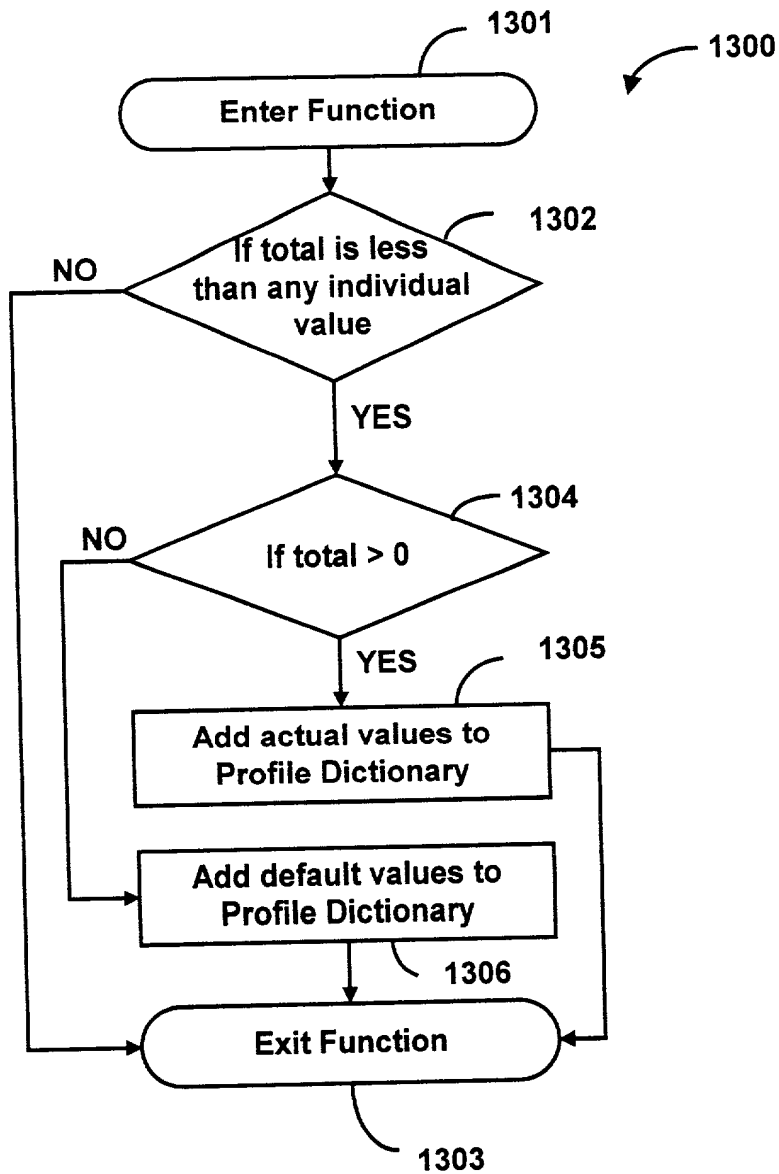 1301
1300
Enter Function
1302
If total is less
than any individual
value
NO
YES
1304
If total > 0
NO
YES
1305
Add actual values to
Profile Dictionary
Add default values to
Profile Dictionary
1306
Exit Function
1303